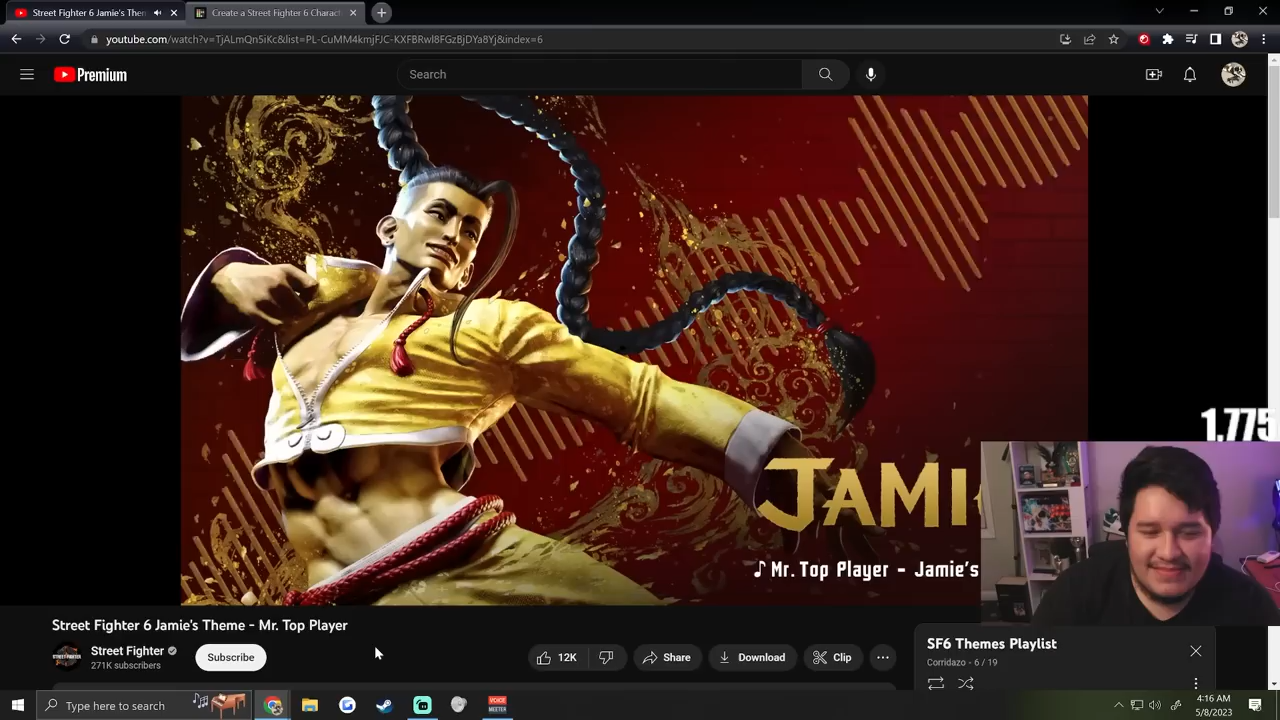 Street Fighter 6 Jamie's Them
Create a Street Fighter 6 Charact
youtube.com/watch?v=TjALmQn5iKc&list=PL-CuMM4kmjFJC-KXFBRwl8FGzBjDYa8Yj&index=6
Premium
Search
JAMI
1,775
♪ Mr. Top Player - Jamie's
Street Fighter 6 Jamie's Theme - Mr. Top Player
Street Fighter
271K subscribers
Subscribe
12K
Share
Download
Clip
SF6 Themes Playlist
Corridazo - 6 / 19
Type here to search
VOICE
MEETER
4:16 AM
5/8/2023